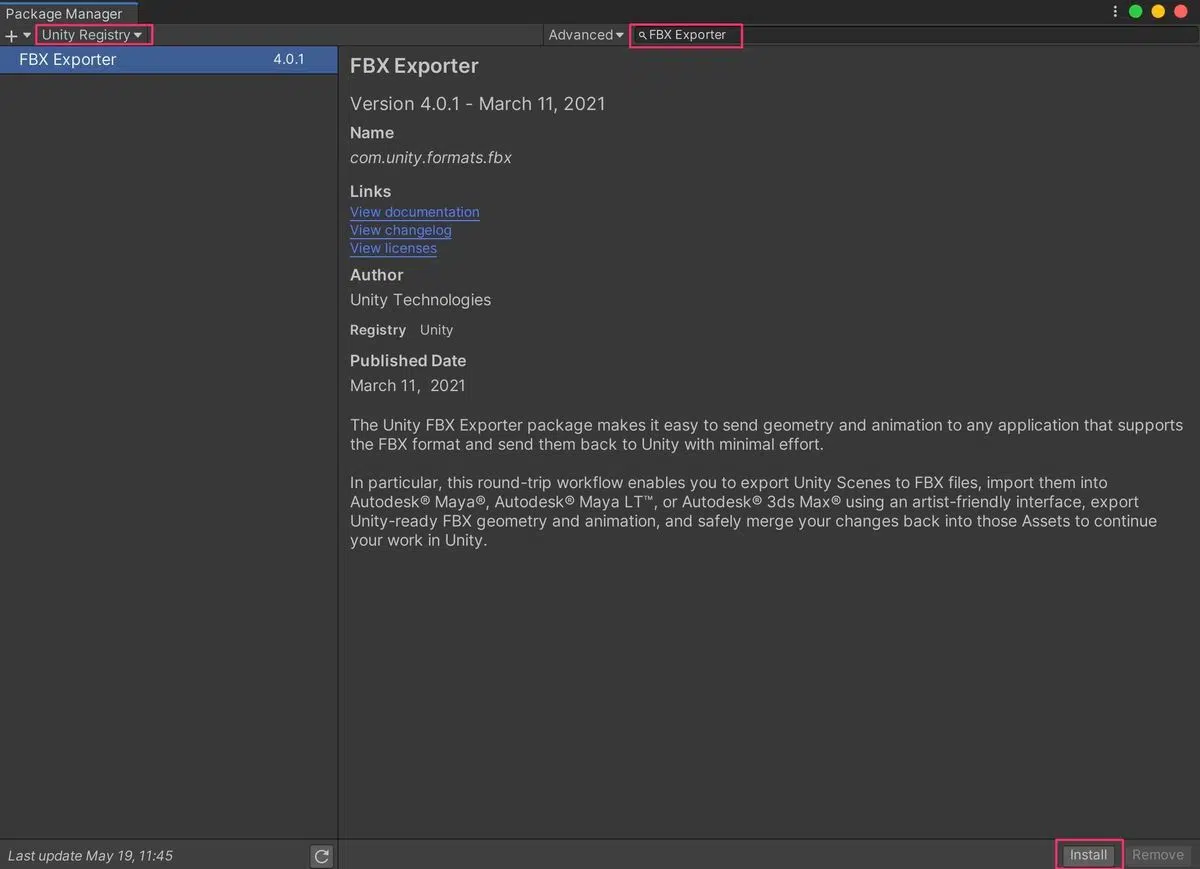 Package Manager
Unity Registry
Advanced
FBX Exporter
FBX Exporter 4.0.1
FBX Exporter
Version 4.0.1 - March 11, 2021
Name
com.unity.formats.fbx
Links
View documentation
View changelog
View licenses
Author
Unity Technologies
Registry Unity
Published Date
March 11, 2021
The Unity FBX Exporter package makes it easy to send geometry and animation to any application that supports
the FBX format and send them back to Unity with minimal effort.
In particular, this round-trip workflow enables you to export Unity Scenes to FBX files, import them into
Autodesk® Maya®, Autodesk® Maya LT™, or Autodesk® 3ds Max® using an artist-friendly interface, export
Unity-ready FBX geometry and animation, and safely merge your changes back into those Assets to continue
your work in Unity.
Last update May 19, 11:45
Install
Remove